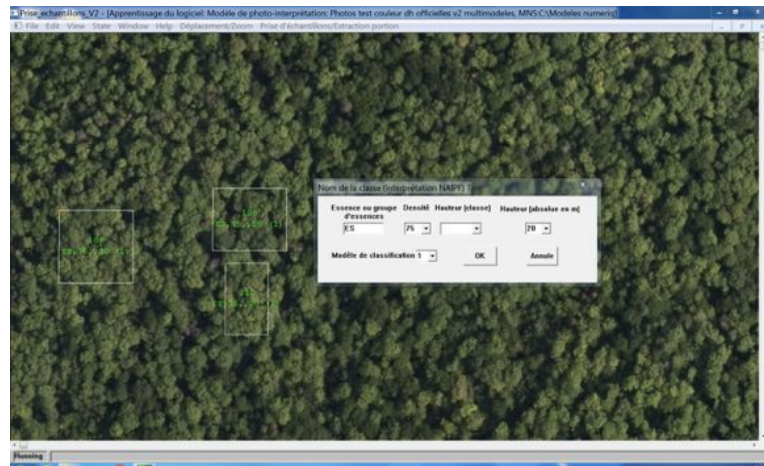 Prise_echantillons_V2 - [Apprentissage du logiciel: Modèle de photo-interprétation: Photos test couleur dh officielles v2 multimodeles, MNS:C:\Modeles numeriq]
File Edit View State Window Help Déplacement/Zoom Prise d'échantillons/Extraction portion
Nom de la classe (interprétation NAIPF) ?
Essence ou groupe d'essences Densité Hauteur (classe) Hauteur (absolue en m)
ES 75 20
Modèle de classification 1 OK Annule
Running